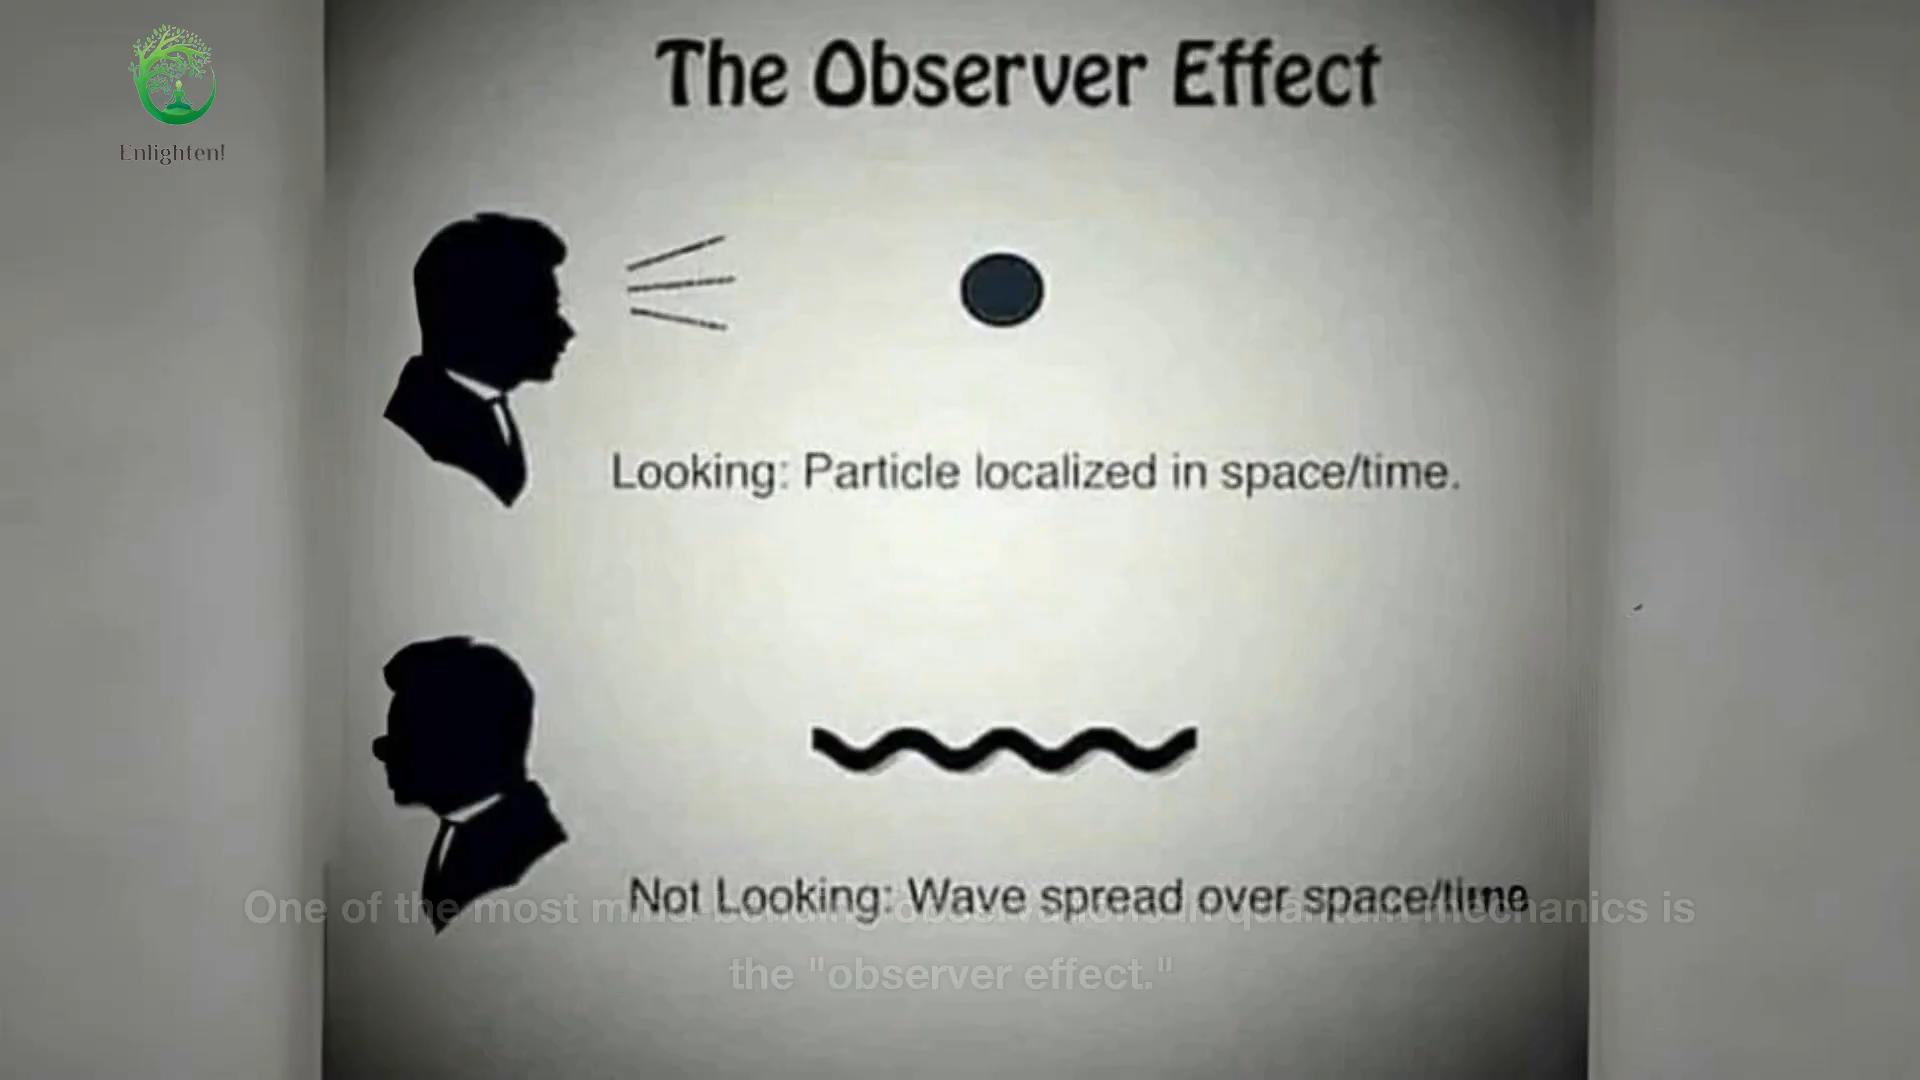 Enlighten!
The Observer Effect
Looking: Particle localized in space/time.
Not Looking: Wave spread over space/time
One of the most mechanics is
the "observer effect."